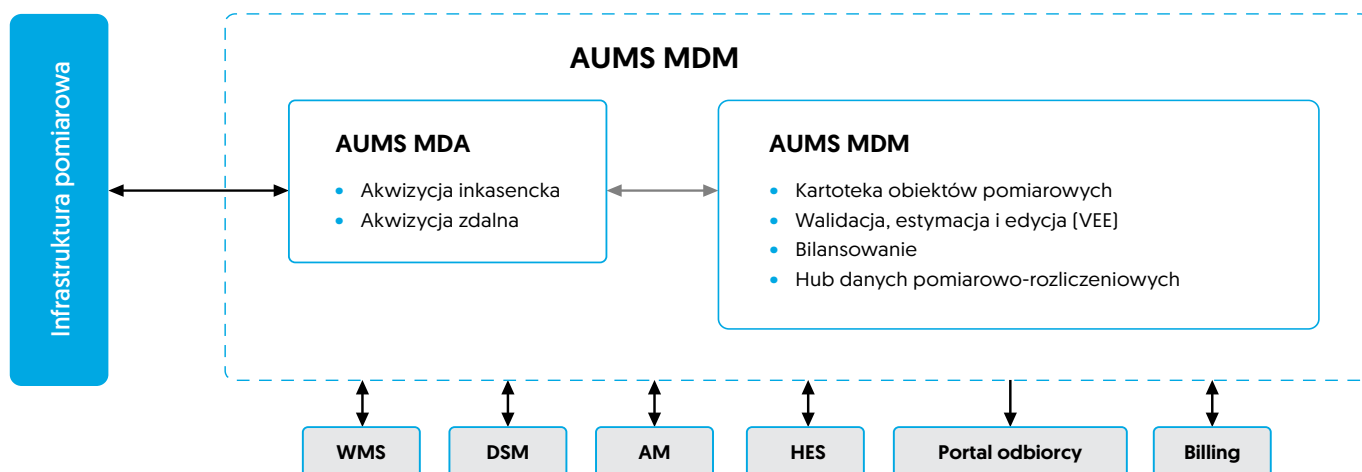 Infrastruktura pomiarowa
AUMS MDM
AUMS MDA
• Akwizycja inkasencka
• Akwizycja zdalna
AUMS MDM
• Kartoteka obiektów pomiarowych
• Walidacja, estymacja i edycja (VEE)
• Bilansowanie
• Hub danych pomiarowo-rozliczeniowych
WMS
DSM
AM
HES
Portal odbiorcy
Billing